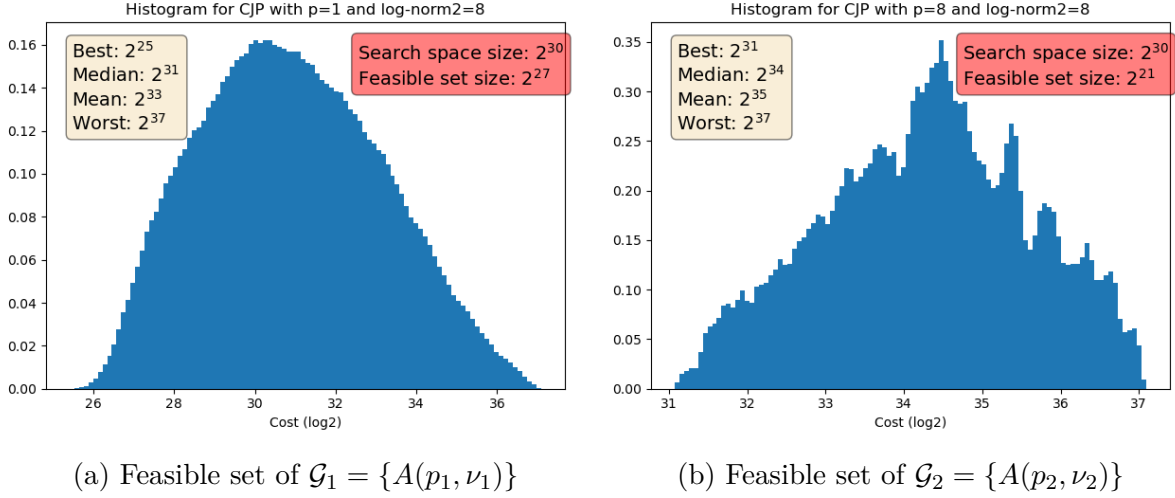 Histogram for CJP with p=1 and log-norm2=8
Best: 2^25
Median: 2^31
Mean: 2^33
Worst: 2^37
Search space size: 2^30
Feasible set size: 2^27
0.16
0.14
0.12
0.10
0.08
0.06
0.04
0.02
0.00
26 28 30 32 34 36
Cost (log2)
(a) Feasible set of 𝒢₁ = {A(p₁, ν₁)}
Histogram for CJP with p=8 and log-norm2=8
Best: 2^31
Median: 2^34
Mean: 2^35
Worst: 2^37
Search space size: 2^30
Feasible set size: 2^21
0.35
0.30
0.25
0.20
0.15
0.10
0.05
0.00
31 32 33 34 35 36 37
Cost (log2)
(b) Feasible set of 𝒢₂ = {A(p₂, ν₂)}